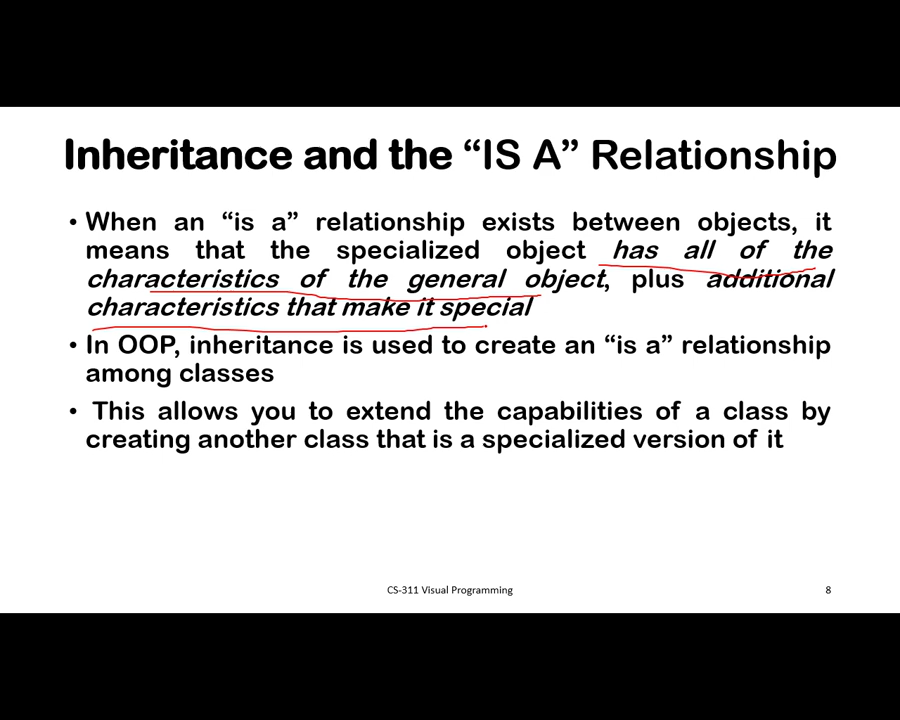 Inheritance and the “IS A” Relationship
• When an “is a” relationship exists between objects, it
means that the specialized object has all of the
characteristics of the general object, plus additional
characteristics that make it special
• In OOP, inheritance is used to create an “is a” relationship
among classes
• This allows you to extend the capabilities of a class by
creating another class that is a specialized version of it
CS-311 Visual Programming
8